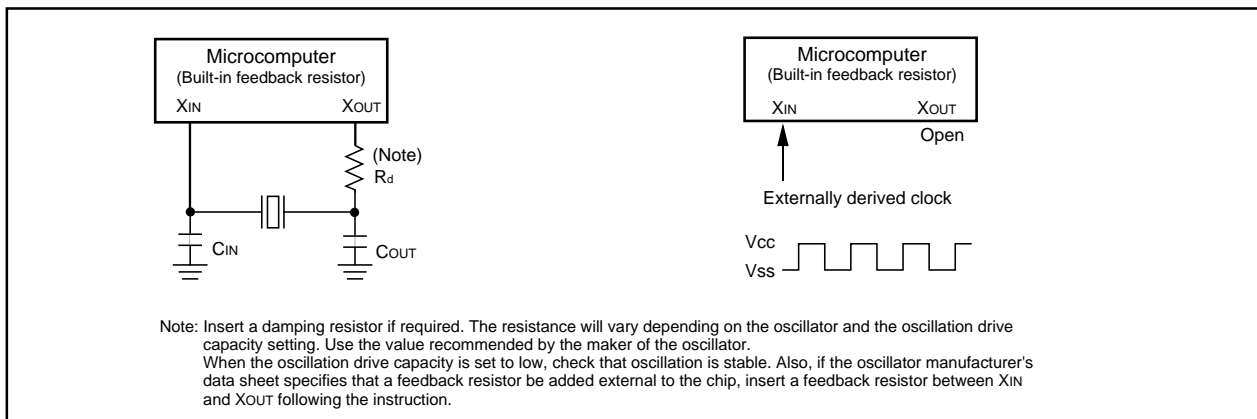 Microcomputer
(Built-in feedback resistor)
XIN XOUT
(Note)
Rd
CIN
COUT
Microcomputer
(Built-in feedback resistor)
XIN XOUT
Open
Externally derived clock
Vcc
Vss
Note: Insert a damping resistor if required. The resistance will vary depending on the oscillator and the oscillation drive
capacity setting. Use the value recommended by the maker of the oscillator.
When the oscillation drive capacity is set to low, check that oscillation is stable. Also, if the oscillator manufacturer's
data sheet specifies that a feedback resistor be added external to the chip, insert a feedback resistor between XIN
and XOUT following the instruction.